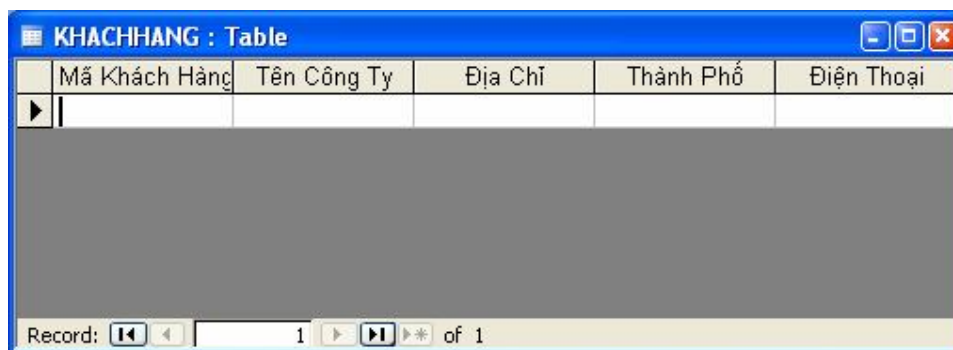 KHACHHANG : Table
Mã Khách Hàng Tên Công Ty Địa Chỉ Thành Phố Điện Thoại
Record: 1 of 1